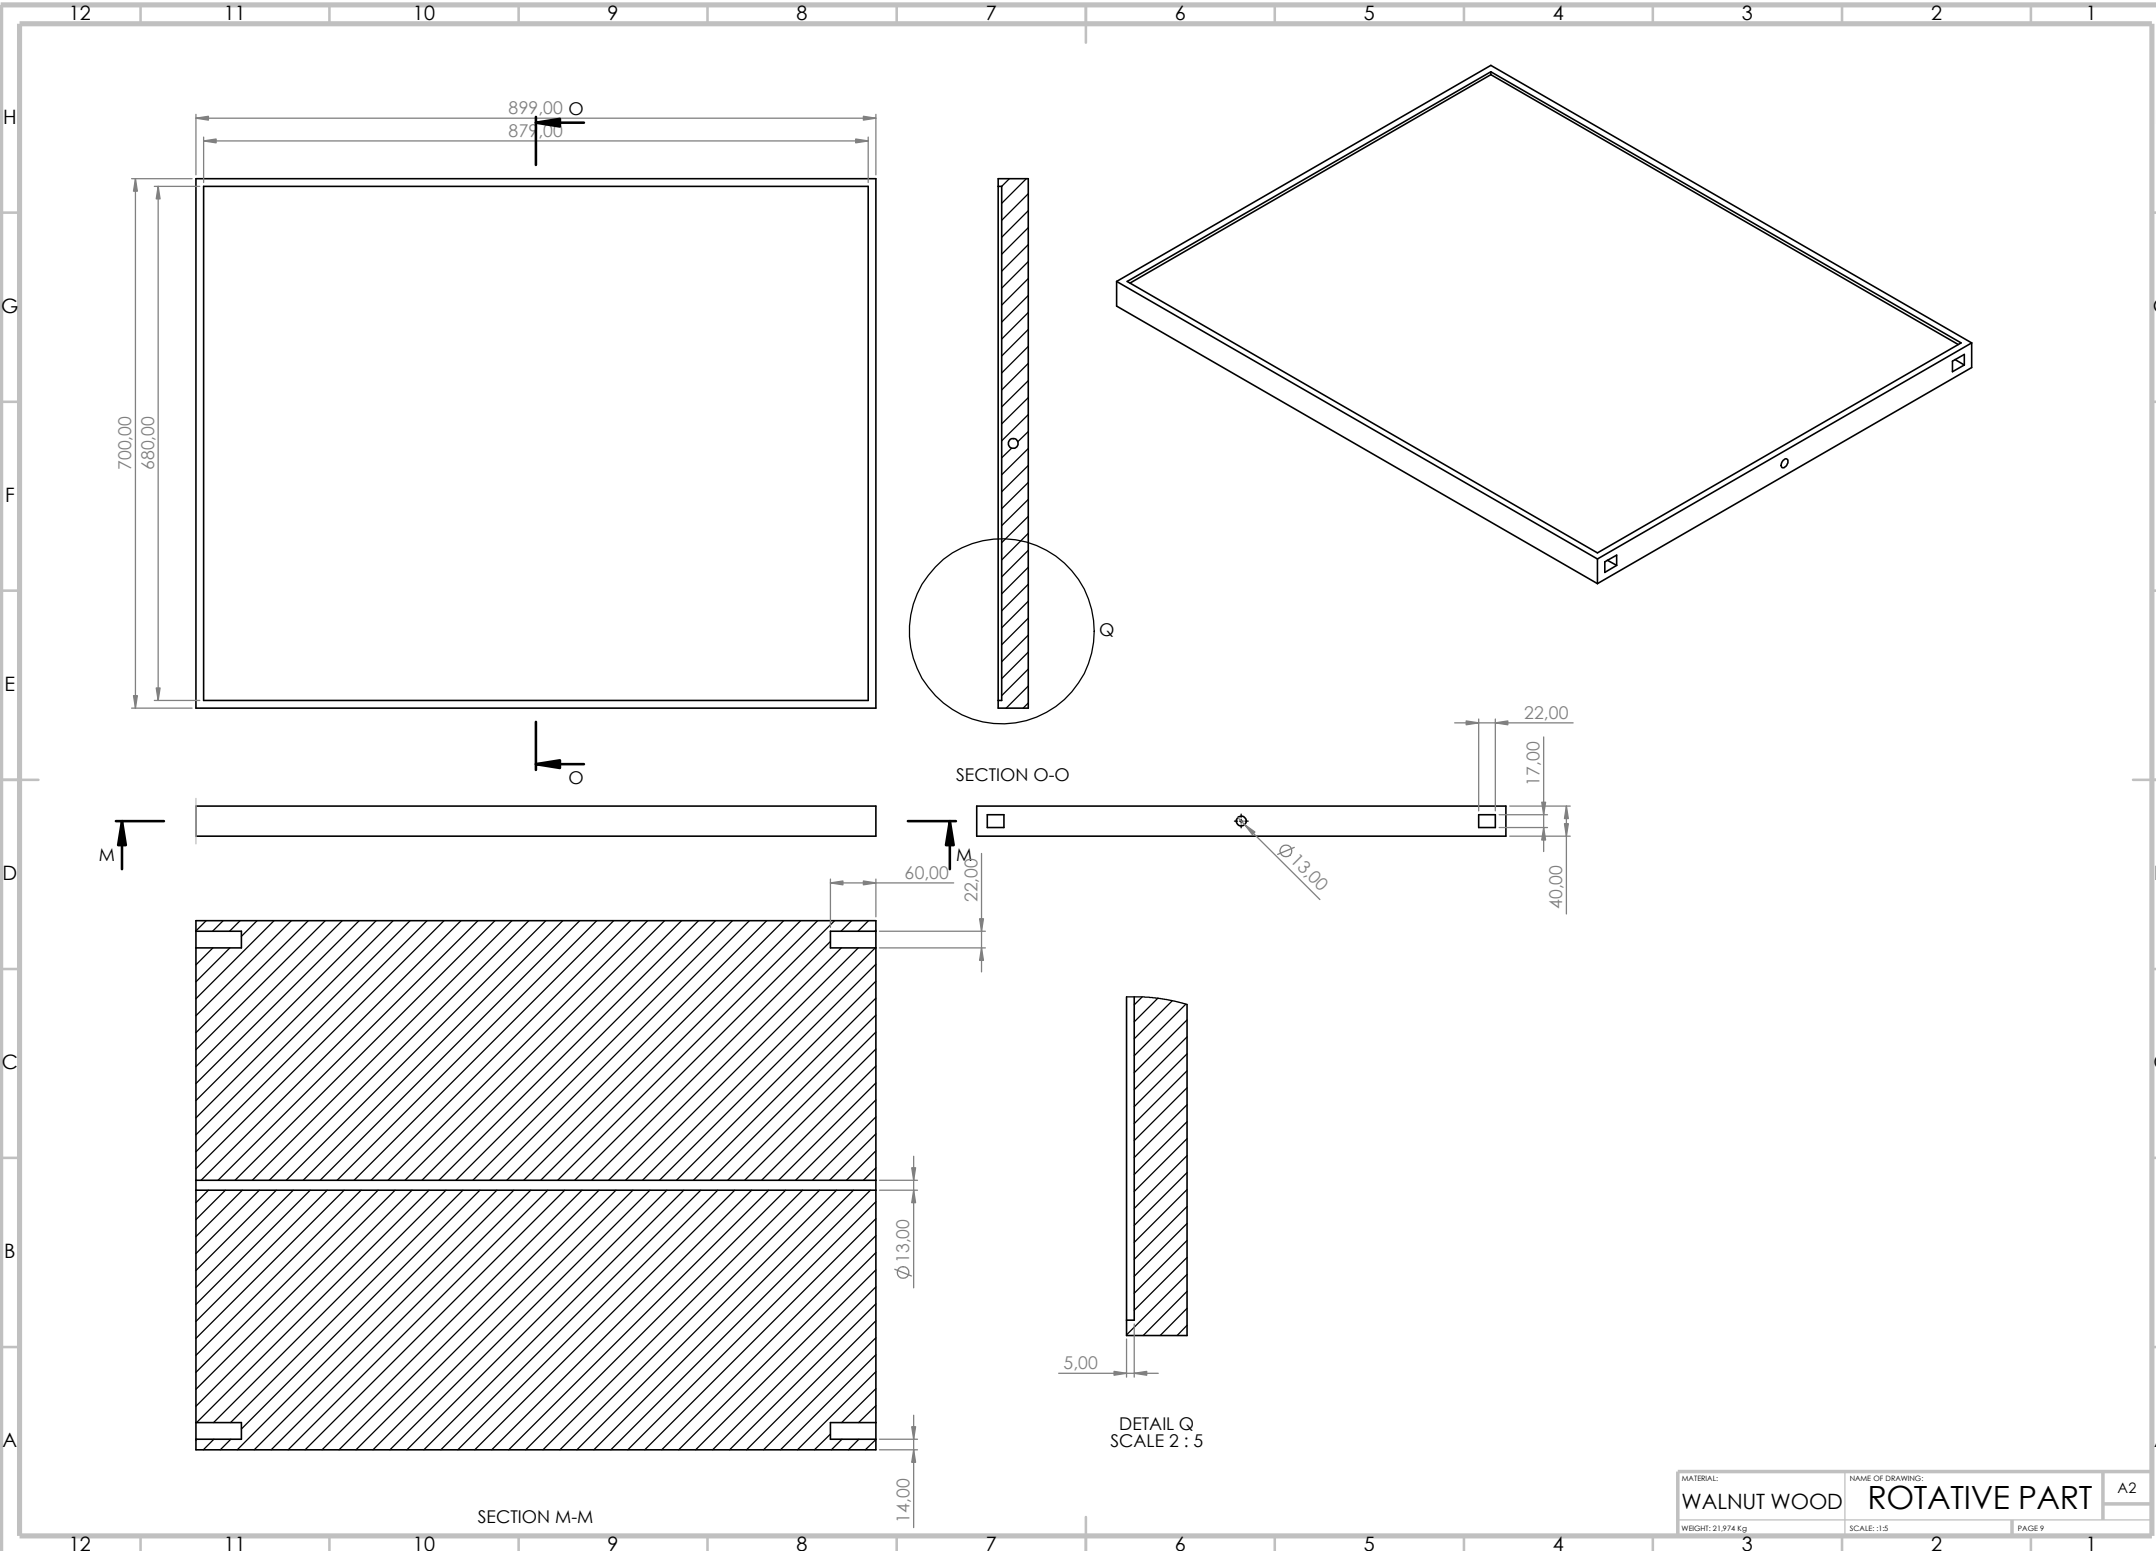 12 11 10 9 8 7 6 5 4 3 2 1
H
G
F
E
D
C
B
A
899,00 O
879,00
700,00
680,00
O
Q
SECTION O-O
22,00
17,00
M
M
60,00
22,00
Ø13,00
40,00
Ø13,00
14,00
5,00
DETAIL Q
SCALE 2 : 5
SECTION M-M
MATERIAL:
WALNUT WOOD
NAME OF DRAWING:
ROTATIVE PART
A2
WEIGHT: 21,974 Kg
SCALE: :1:5
PAGE 9
12 11 10 9 8 7 6 5 4 3 2 1